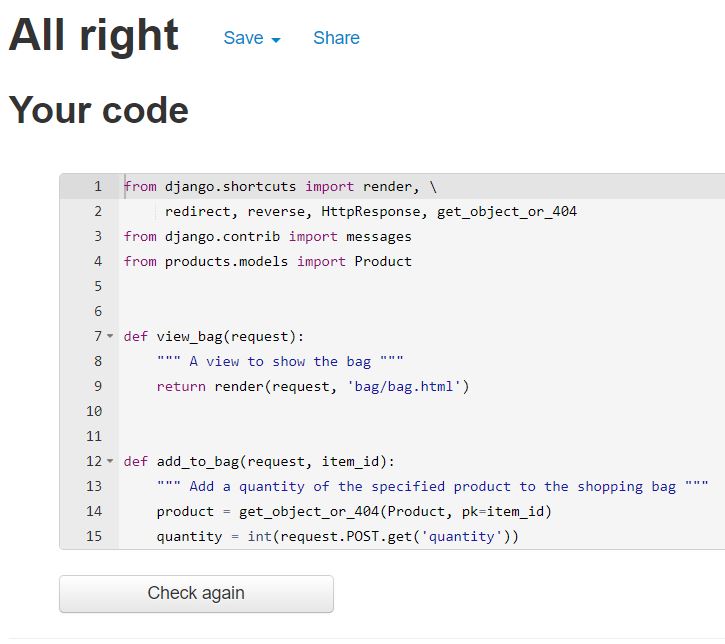 All right Save Share
Your code
1 from django.shortcuts import render, \
2 redirect, reverse, HttpResponse, get_object_or_404
3 from django.contrib import messages
4 from products.models import Product
5
6
7 def view_bag(request):
8 """ A view to show the bag """
9 return render(request, 'bag/bag.html')
10
11
12 def add_to_bag(request, item_id):
13 """ Add a quantity of the specified product to the shopping bag """
14 product = get_object_or_404(Product, pk=item_id)
15 quantity = int(request.POST.get('quantity'))
Check again